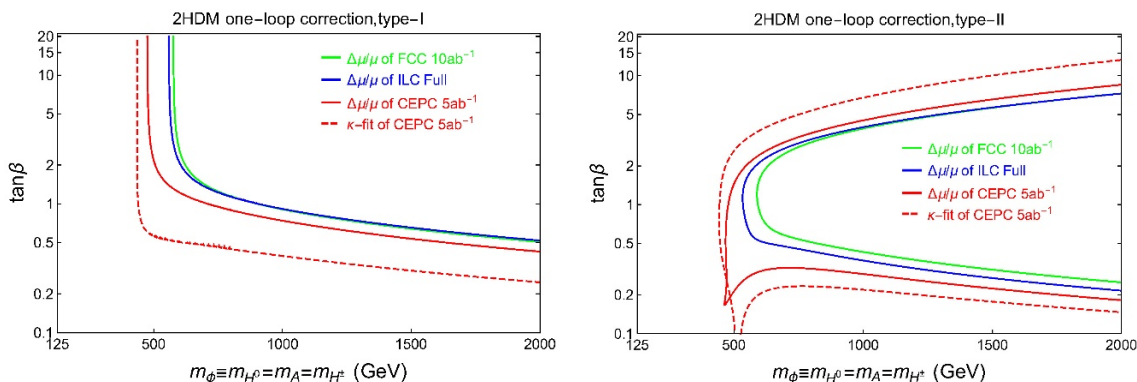 2HDM one-loop correction,type-I
20
15
10
5
2
1
0.5
0.2
0.1
tanβ
Δμ/μ of FCC 10ab⁻¹
Δμ/μ of ILC Full
Δμ/μ of CEPC 5ab⁻¹
κ-fit of CEPC 5ab⁻¹
125 500 1000 1500 2000
m_Φ≡m_H⁰=m_A=m_H± (GeV)
2HDM one-loop correction,type-II
20
15
10
5
2
1
0.5
0.2
0.1
tanβ
Δμ/μ of FCC 10ab⁻¹
Δμ/μ of ILC Full
Δμ/μ of CEPC 5ab⁻¹
κ-fit of CEPC 5ab⁻¹
125 500 1000 1500 2000
m_Φ≡m_H⁰=m_A=m_H± (GeV)